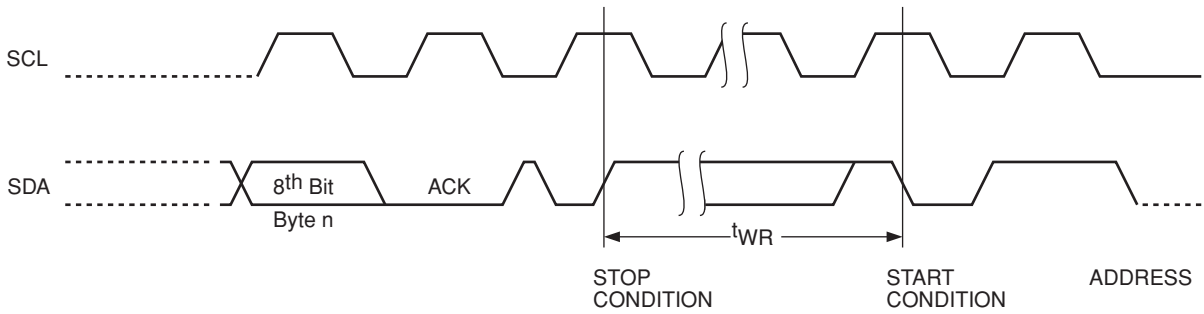 SCL
SDA
8th Bit
ACK
Byte n
tWR
STOP
CONDITION
START
CONDITION
ADDRESS